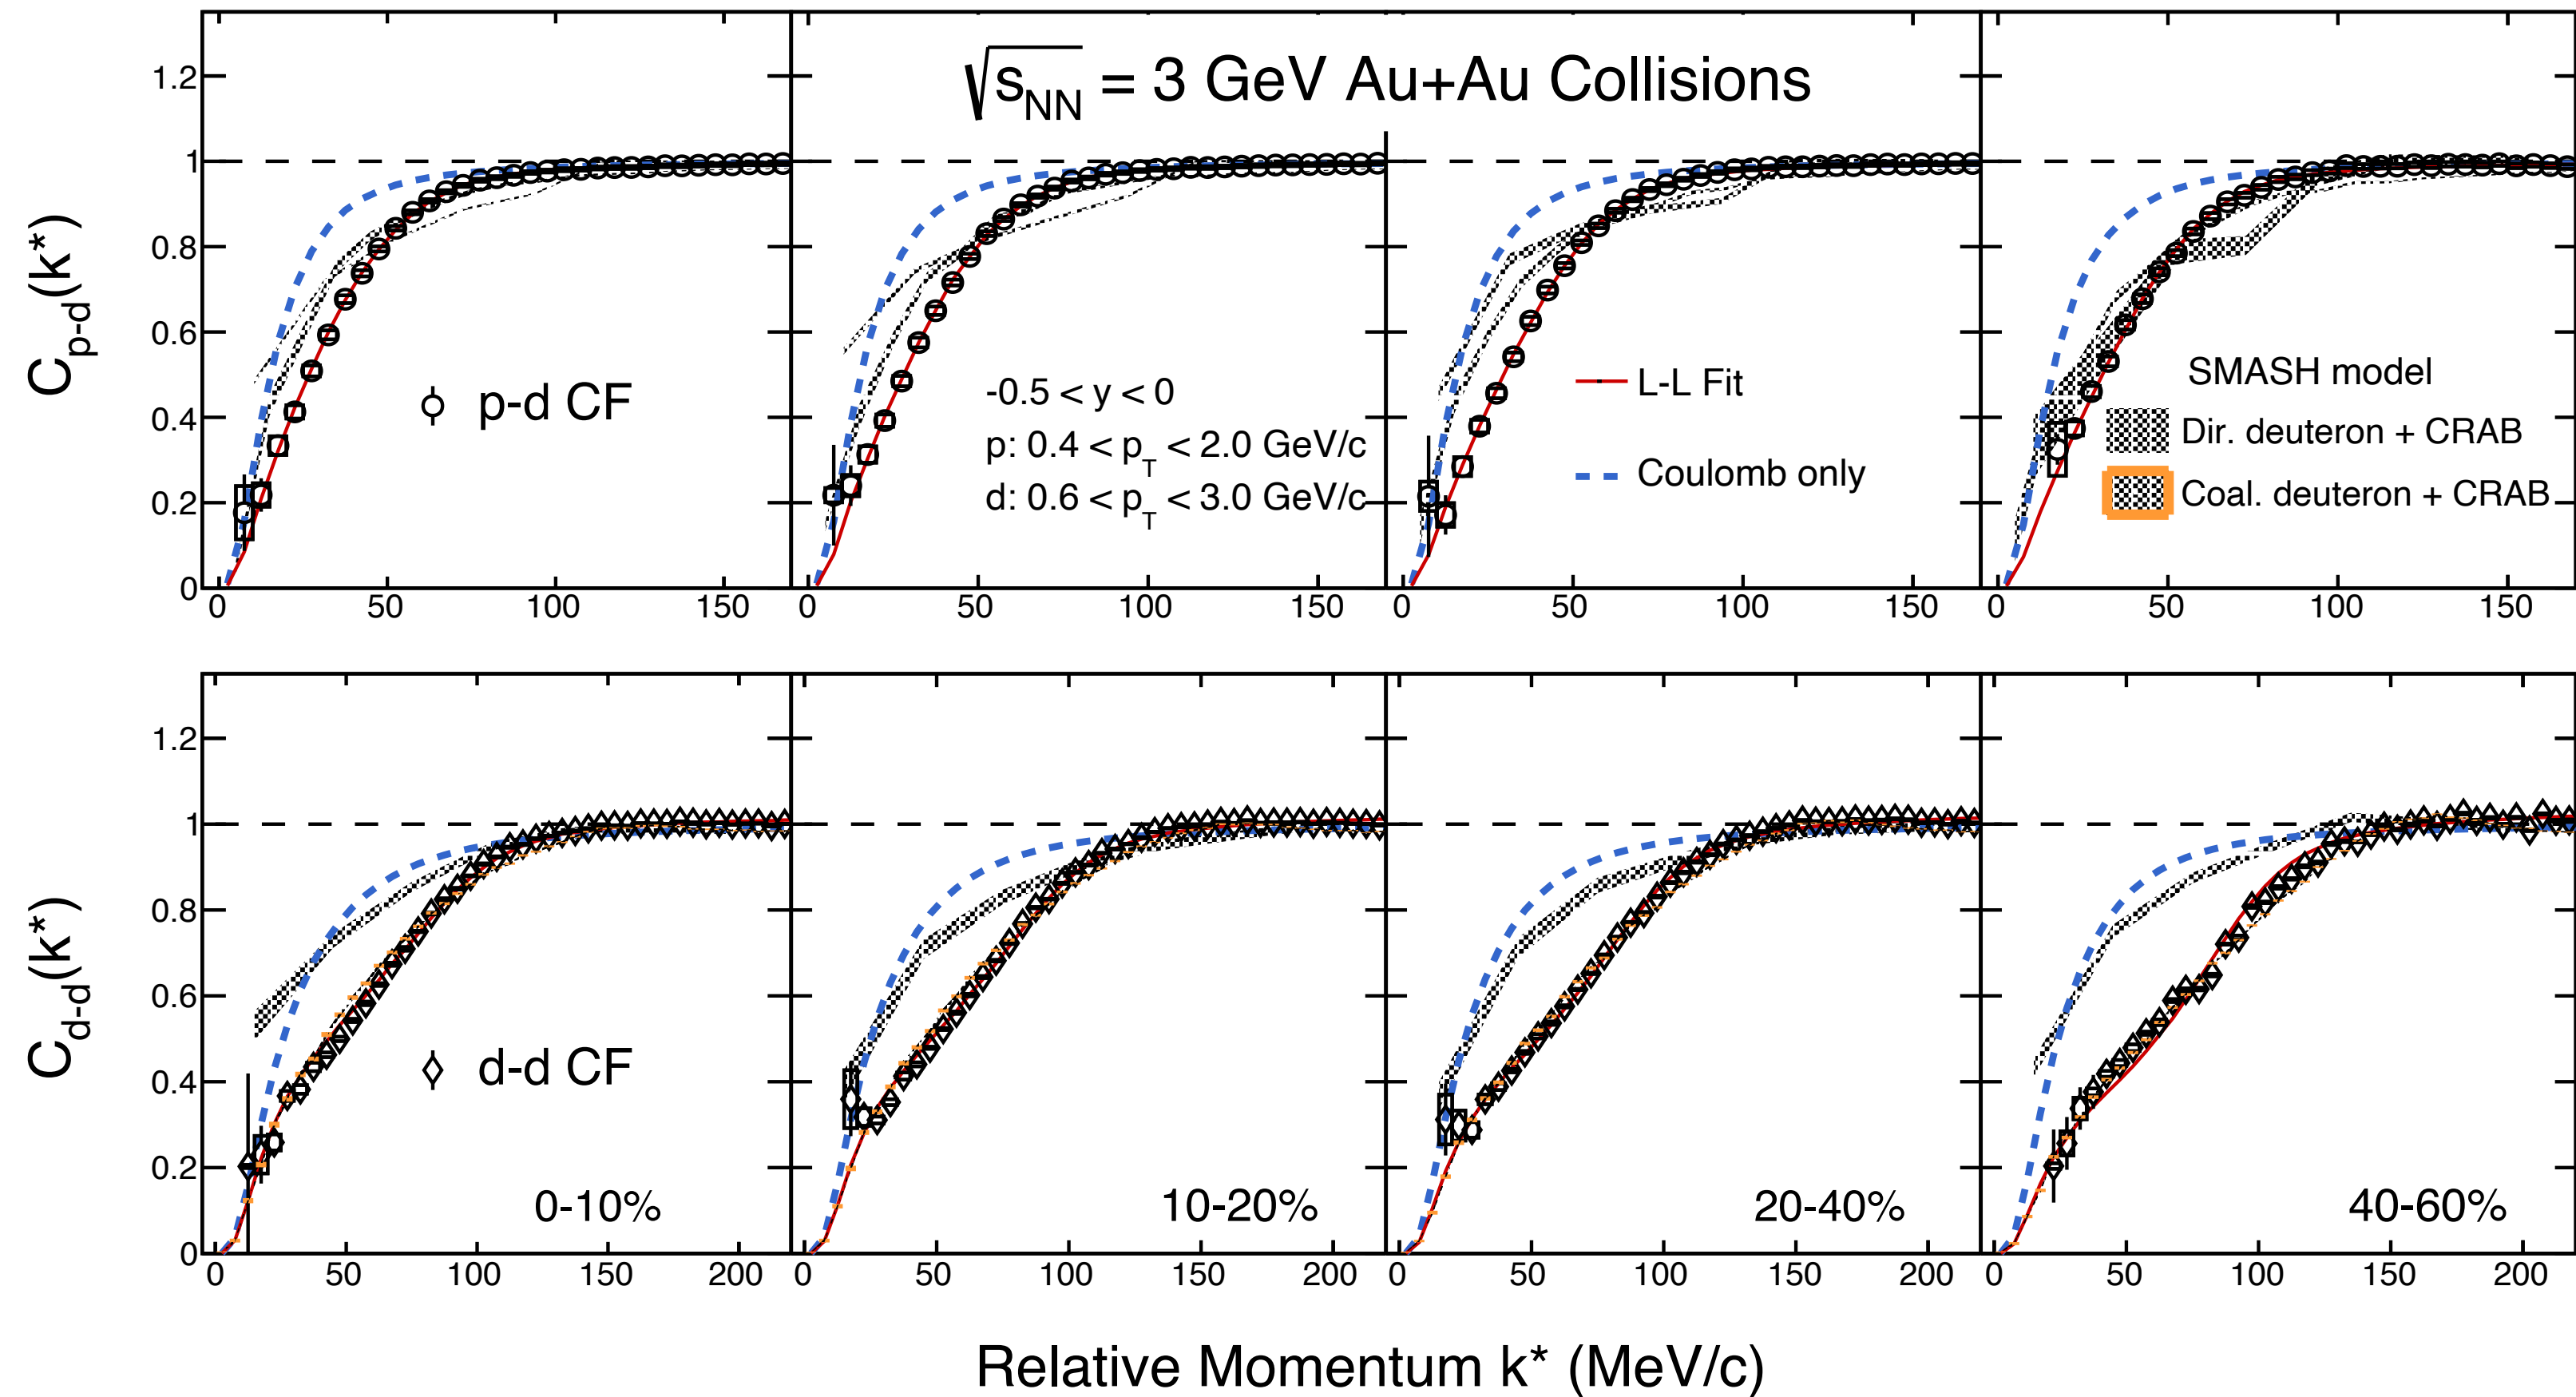 √sNN = 3 GeV Au+Au Collisions
Cp-d(k*)
1.2
1
0.8
0.6
0.4
0.2
0
p-d CF
-0.5 < y < 0
p: 0.4 < pT < 2.0 GeV/c
d: 0.6 < pT < 3.0 GeV/c
L-L Fit
Coulomb only
SMASH model
Dir. deuteron + CRAB
Coal. deuteron + CRAB
0 50 100 150 0 50 100 150 0 50 100 150 0 50 100 150
Cd-d(k*)
1.2
1
0.8
0.6
0.4
0.2
0
d-d CF
0-10% 10-20% 20-40% 40-60%
0 50 100 150 200 0 50 100 150 200 0 50 100 150 200 0 50 100 150 200
Relative Momentum k* (MeV/c)